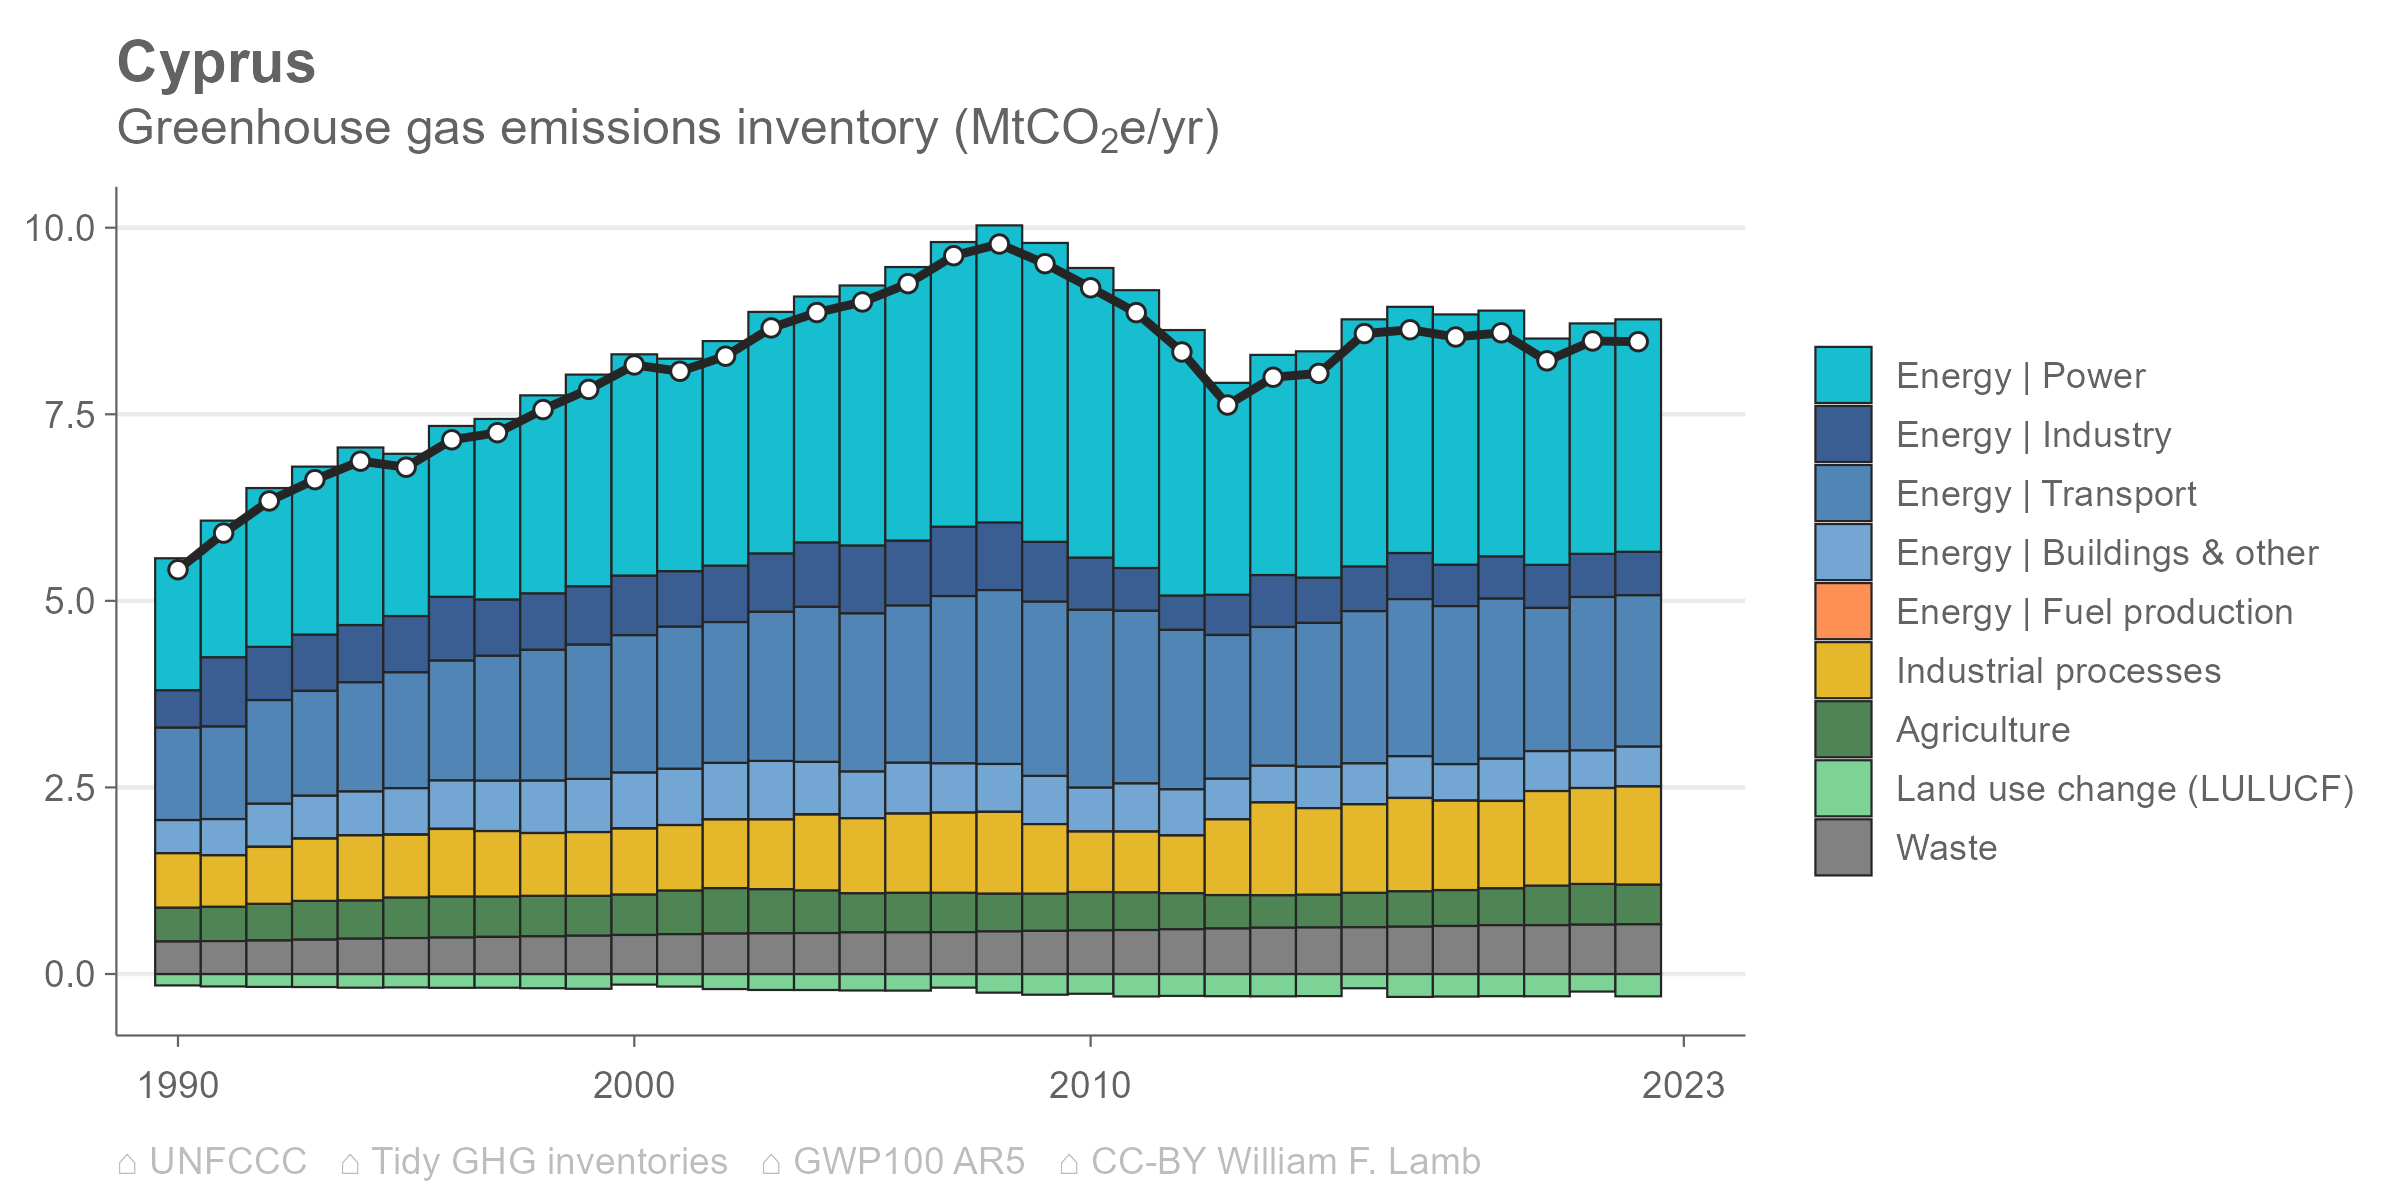 Cyprus
Greenhouse gas emissions inventory (MtCO₂e/yr)
10.0
7.5
5.0
2.5
0.0
1990 2000 2010 2023
Energy | Power
Energy | Industry
Energy | Transport
Energy | Buildings & other
Energy | Fuel production
Industrial processes
Agriculture
Land use change (LULUCF)
Waste
⌂ UNFCCC ⌂ Tidy GHG inventories ⌂ GWP100 AR5 ⌂ CC-BY William F. Lamb